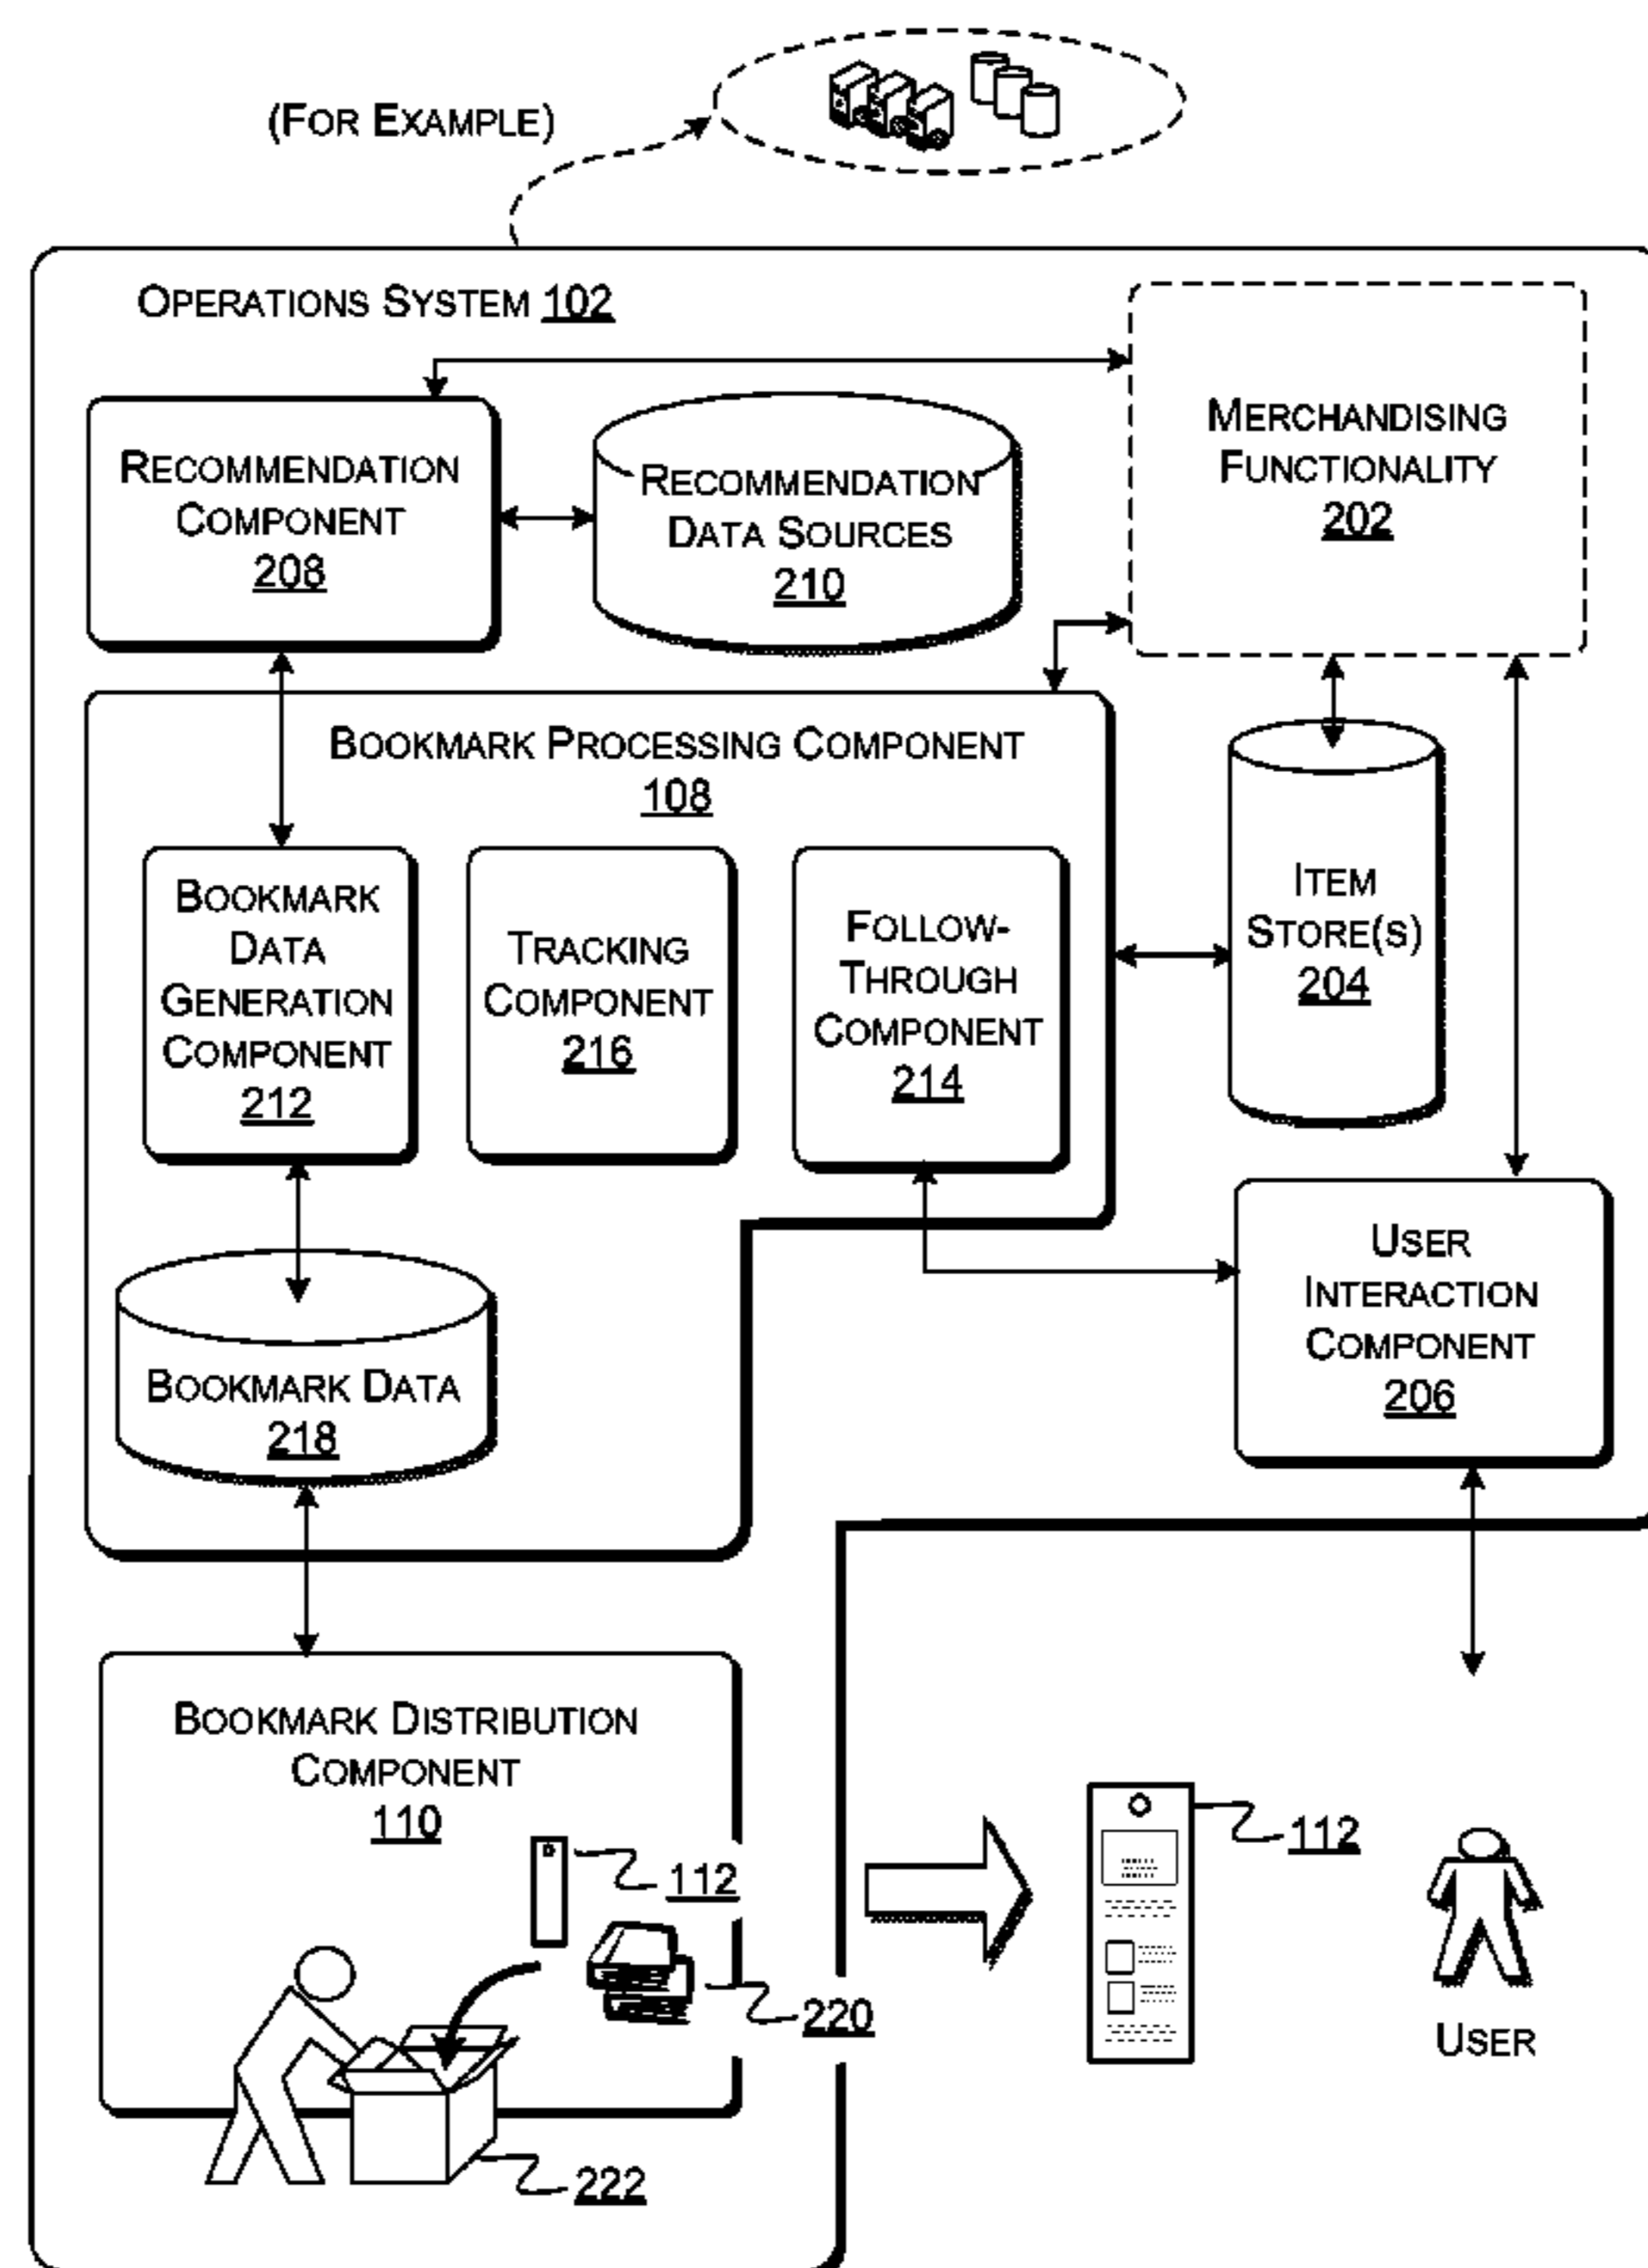 (FOR EXAMPLE)
OPERATIONS SYSTEM 102
MERCHANDISING
FUNCTIONALITY
202
RECOMMENDATION
COMPONENT
208
RECOMMENDATION
DATA SOURCES
210
BOOKMARK PROCESSING COMPONENT
108
BOOKMARK
DATA
GENERATION
COMPONENT
212
TRACKING
COMPONENT
216
FOLLOW-
THROUGH
COMPONENT
214
ITEM
STORE(S)
204
USER
INTERACTION
COMPONENT
206
BOOKMARK DATA
218
BOOKMARK DISTRIBUTION
COMPONENT
110
112
220
222
112
USER